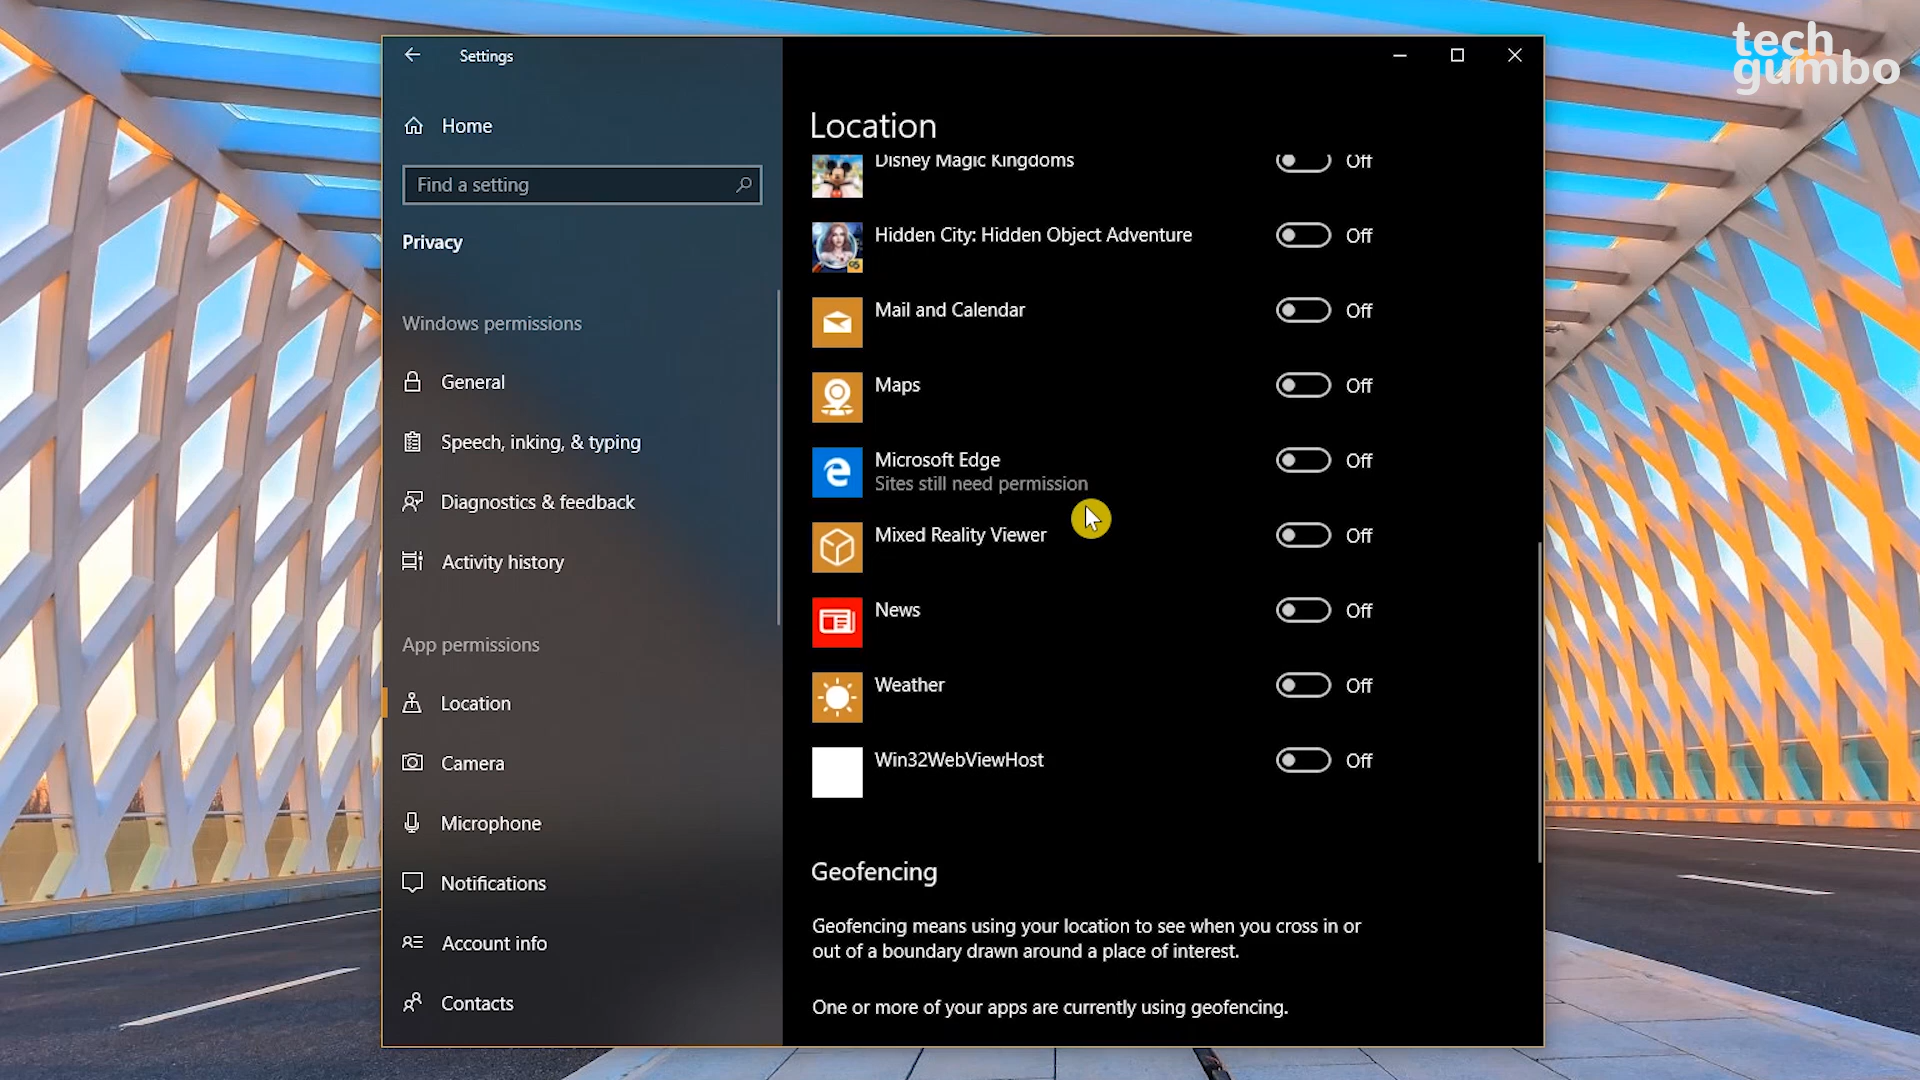 tech
gumbo
Settings
Home
Find a setting
Privacy
Windows permissions
General
Speech, inking, & typing
Diagnostics & feedback
Activity history
App permissions
Location
Camera
Microphone
Notifications
Account info
Contacts
Location
Disney Magic Kingdoms Off
Hidden City: Hidden Object Adventure Off
Mail and Calendar Off
Maps Off
Microsoft Edge Off
Sites still need permission
Mixed Reality Viewer Off
News Off
Weather Off
Win32WebViewHost Off
Geofencing
Geofencing means using your location to see when you cross in or
out of a boundary drawn around a place of interest.
One or more of your apps are currently using geofencing.